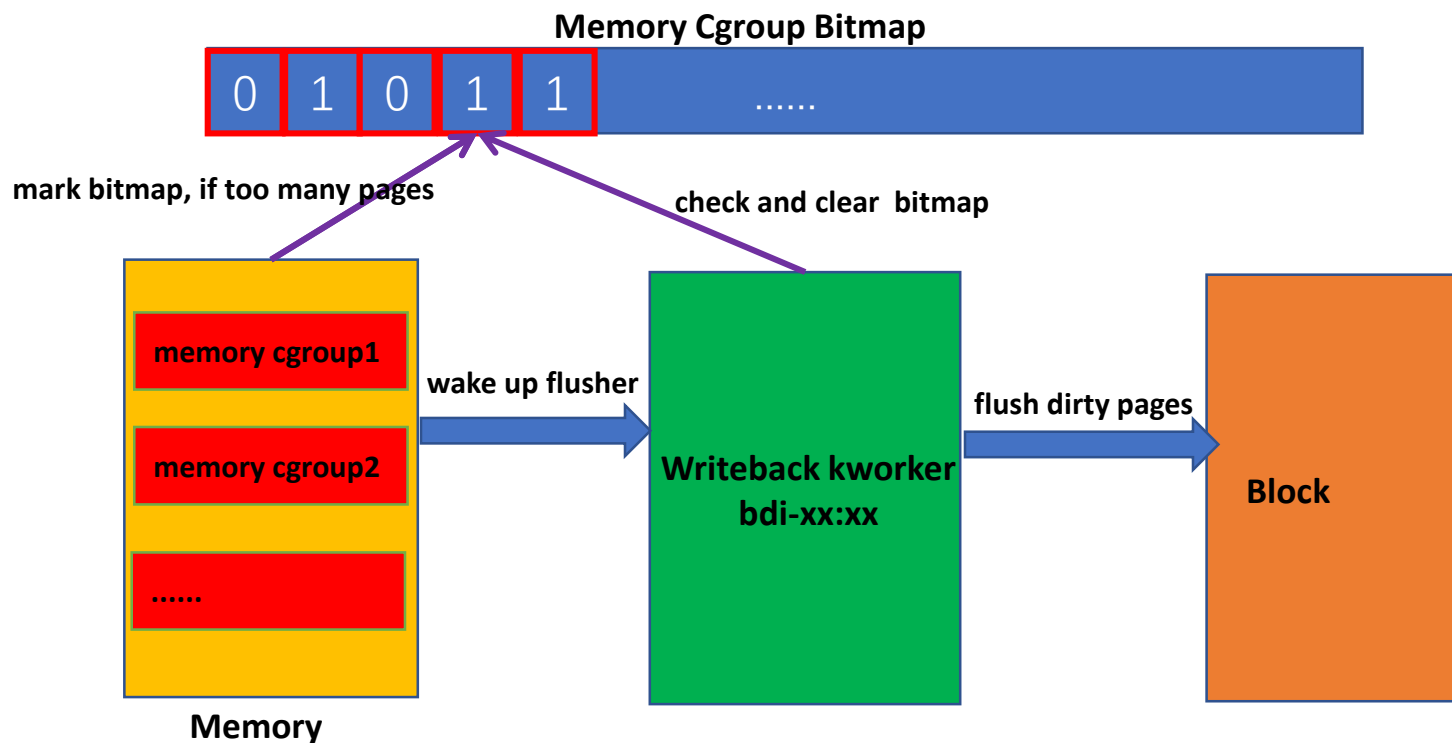 Memory Cgroup Bitmap
0 1 0 1 1 ......
mark bitmap, if too many pages
check and clear bitmap
memory cgroup1
wake up flusher
flush dirty pages
memory cgroup2
Writeback kworker
bdi-xx:xx
Block
......
Memory